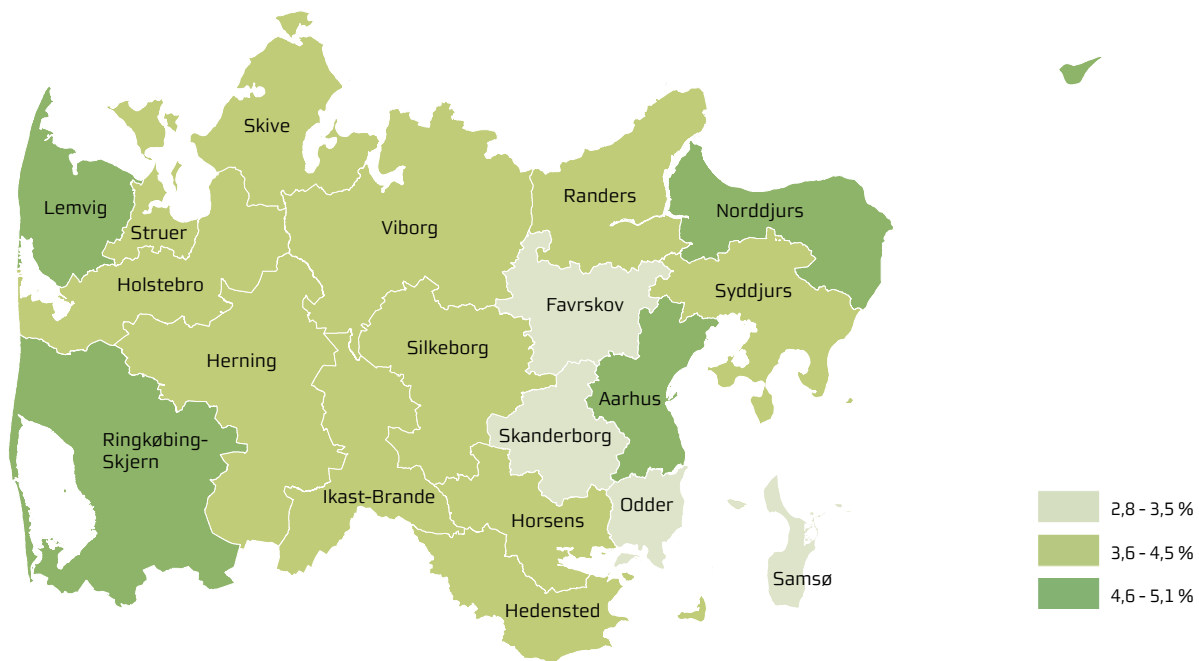 Skive
Randers
Lemvig
Norddjurs
Struer
Viborg
Holstebro
Syddjurs
Favrskov
Silkeborg
Herning
Aarhus
Skanderborg
Ringkøbing-
Skjern
Ikast-Brande
Odder
Horsens
Samsø
Hedensted
2,8 - 3,5 %
3,6 - 4,5 %
4,6 - 5,1 %